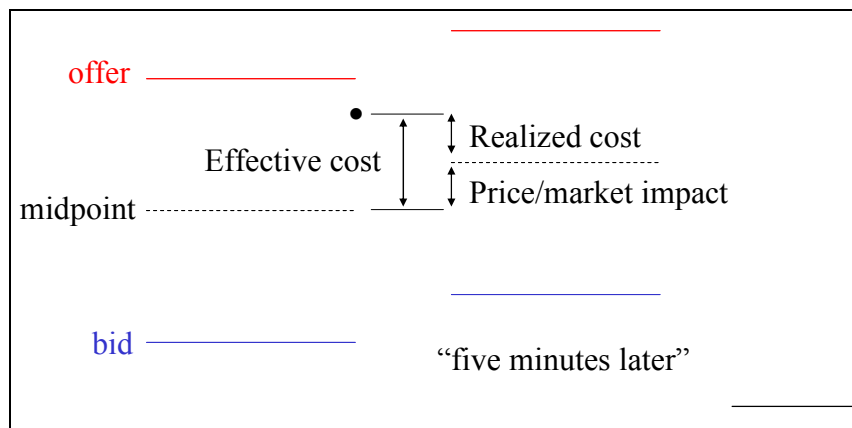 offer
Realized cost
Effective cost
Price/market impact
midpoint
bid
“five minutes later”